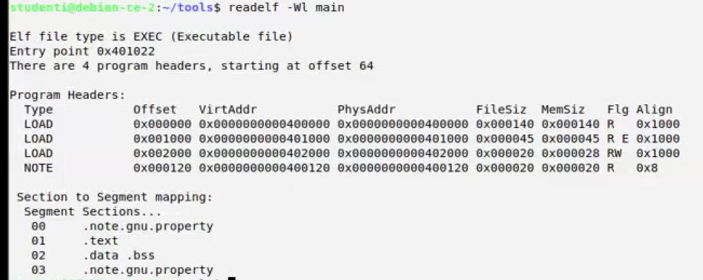 studenti@debian-re-2:~/tools$ readelf -Wl main
Elf file type is EXEC (Executable file)
Entry point 0x401022
There are 4 program headers, starting at offset 64
Program Headers:
Type Offset VirtAddr PhysAddr FileSiz MemSiz Flg Align
LOAD 0x000000 0x0000000000400000 0x0000000000400000 0x000140 0x000140 R 0x1000
LOAD 0x001000 0x0000000000401000 0x0000000000401000 0x000045 0x000045 R E 0x1000
LOAD 0x002000 0x0000000000402000 0x0000000000402000 0x000020 0x000028 RW 0x1000
NOTE 0x000120 0x0000000000400120 0x0000000000400120 0x000020 0x000020 R 0x8
Section to Segment mapping:
Segment Sections...
00 .note.gnu.property
01 .text
02 .data .bss
03 .note.gnu.property